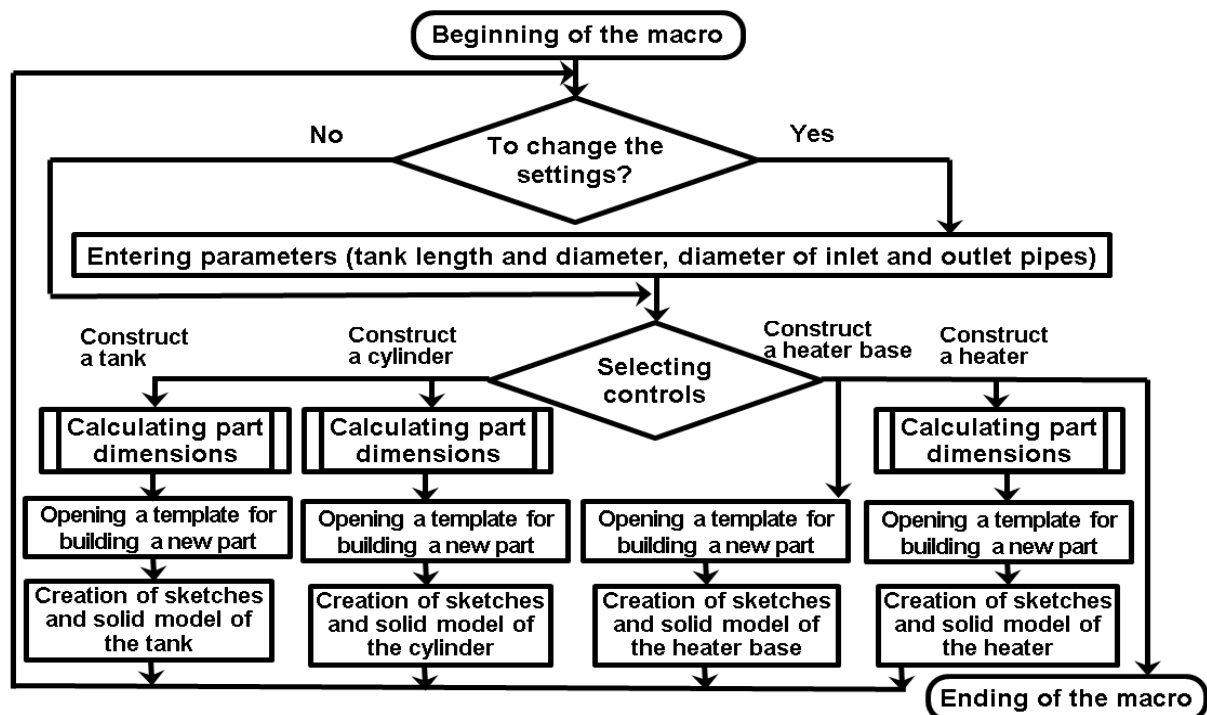 Beginning of the macro
No
Yes
To change the
settings?
Entering parameters (tank length and diameter, diameter of inlet and outlet pipes)
Construct
a tank
Construct
a cylinder
Selecting
controls
Construct
a heater base
Construct
a heater
Calculating part
dimensions
Calculating part
dimensions
Calculating part
dimensions
Opening a template for
building a new part
Opening a template for
building a new part
Opening a template for
building a new part
Opening a template for
building a new part
Creation of sketches
and solid model of
the tank
Creation of sketches
and solid model of
the cylinder
Creation of sketches
and solid model of
the heater base
Creation of sketches
and solid model of
the heater
Ending of the macro